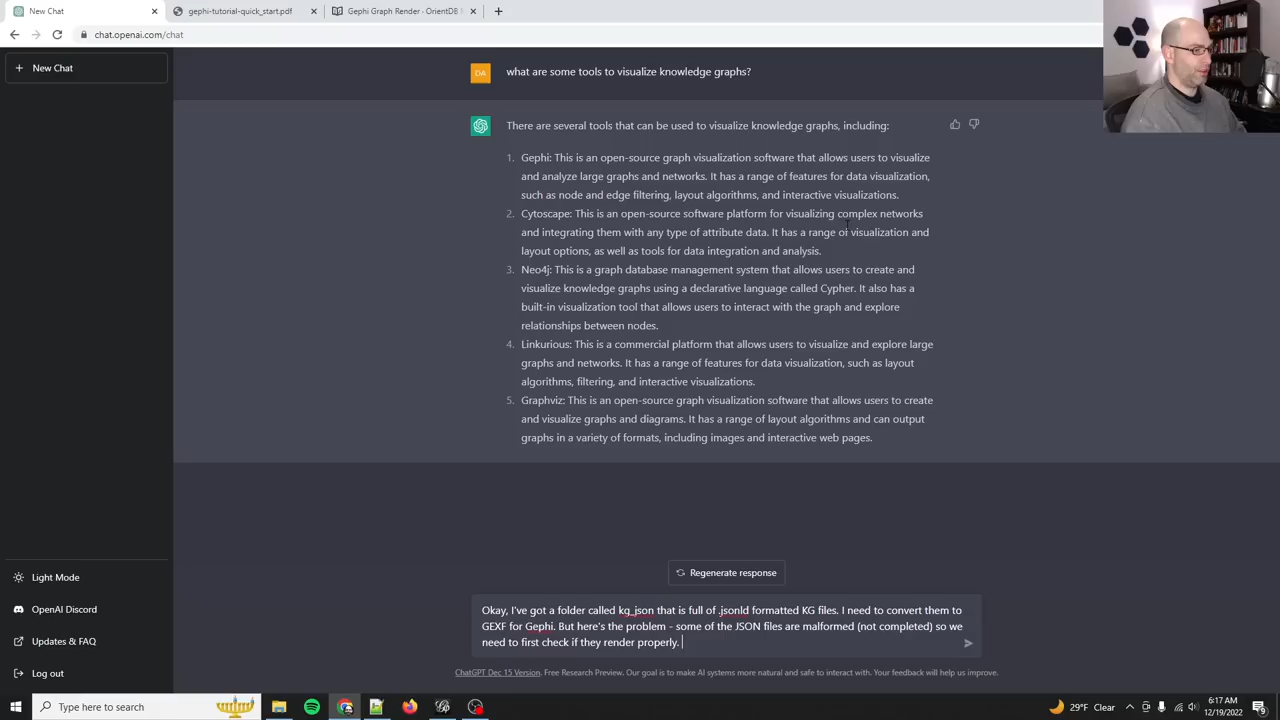 New Chat
gephi-tutorial-quick_start.pdf
Gephi Graph Render - OrientDB M
chat.openai.com/chat
New Chat
DA
what are some tools to visualize knowledge graphs?
There are several tools that can be used to visualize knowledge graphs, including:
1. Gephi: This is an open-source graph visualization software that allows users to visualize
and analyze large graphs and networks. It has a range of features for data visualization,
such as node and edge filtering, layout algorithms, and interactive visualizations.
2. Cytoscape: This is an open-source software platform for visualizing complex networks
and integrating them with any type of attribute data. It has a range of visualization and
layout options, as well as tools for data integration and analysis.
3. Neo4j: This is a graph database management system that allows users to create and
visualize knowledge graphs using a declarative language called Cypher. It also has a
built-in visualization tool that allows users to interact with the graph and explore
relationships between nodes.
4. Linkurious: This is a commercial platform that allows users to visualize and explore large
graphs and networks. It has a range of features for data visualization, such as layout
algorithms, filtering, and interactive visualizations.
5. Graphviz: This is an open-source graph visualization software that allows users to create
and visualize graphs and diagrams. It has a range of layout algorithms and can output
graphs in a variety of formats, including images and interactive web pages.
Regenerate response
Okay, I've got a folder called kg_json that is full of .jsonld formatted KG files. I need to convert them to
GEXF for Gephi. But here's the problem - some of the JSON files are malformed (not completed) so we
need to first check if they render properly.
ChatGPT Dec 15 Version. Free Research Preview. Our goal is to make AI systems more natural and safe to interact with. Your feedback will help us improve.
Light Mode
OpenAI Discord
Updates & FAQ
Log out
Type here to search
29°F Clear
6:17 AM
12/19/2022